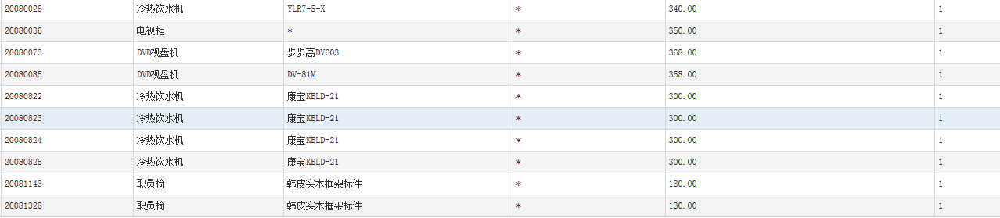 20080028 冷热饮水机 YLR7-5-X * 340.00 1
20080036 电视柜 * * 350.00 1
20080073 DVD视盘机 步步高DV603 * 368.00 1
20080085 DVD视盘机 DV-81M * 358.00 1
20080822 冷热饮水机 康宝KBLD-21 * 300.00 1
20080823 冷热饮水机 康宝KBLD-21 * 300.00 1
20080824 冷热饮水机 康宝KBLD-21 * 300.00 1
20080825 冷热饮水机 康宝KBLD-21 * 300.00 1
20081143 职员椅 韩皮实木框架标件 * 130.00 1
20081328 职员椅 韩皮实木框架标件 * 130.00 1